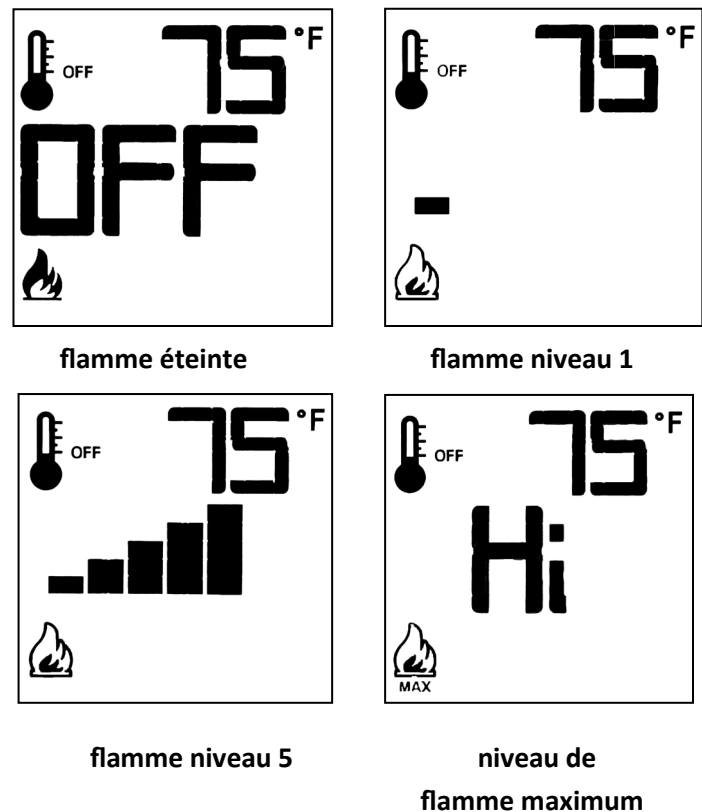 75 °F
OFF
OFF
flamme éteinte
75
OFF
flamme niveau 1
75 °F
OFF
flamme niveau 5
75 °F
OFF
Hi
MAX
niveau de
flamme maximum